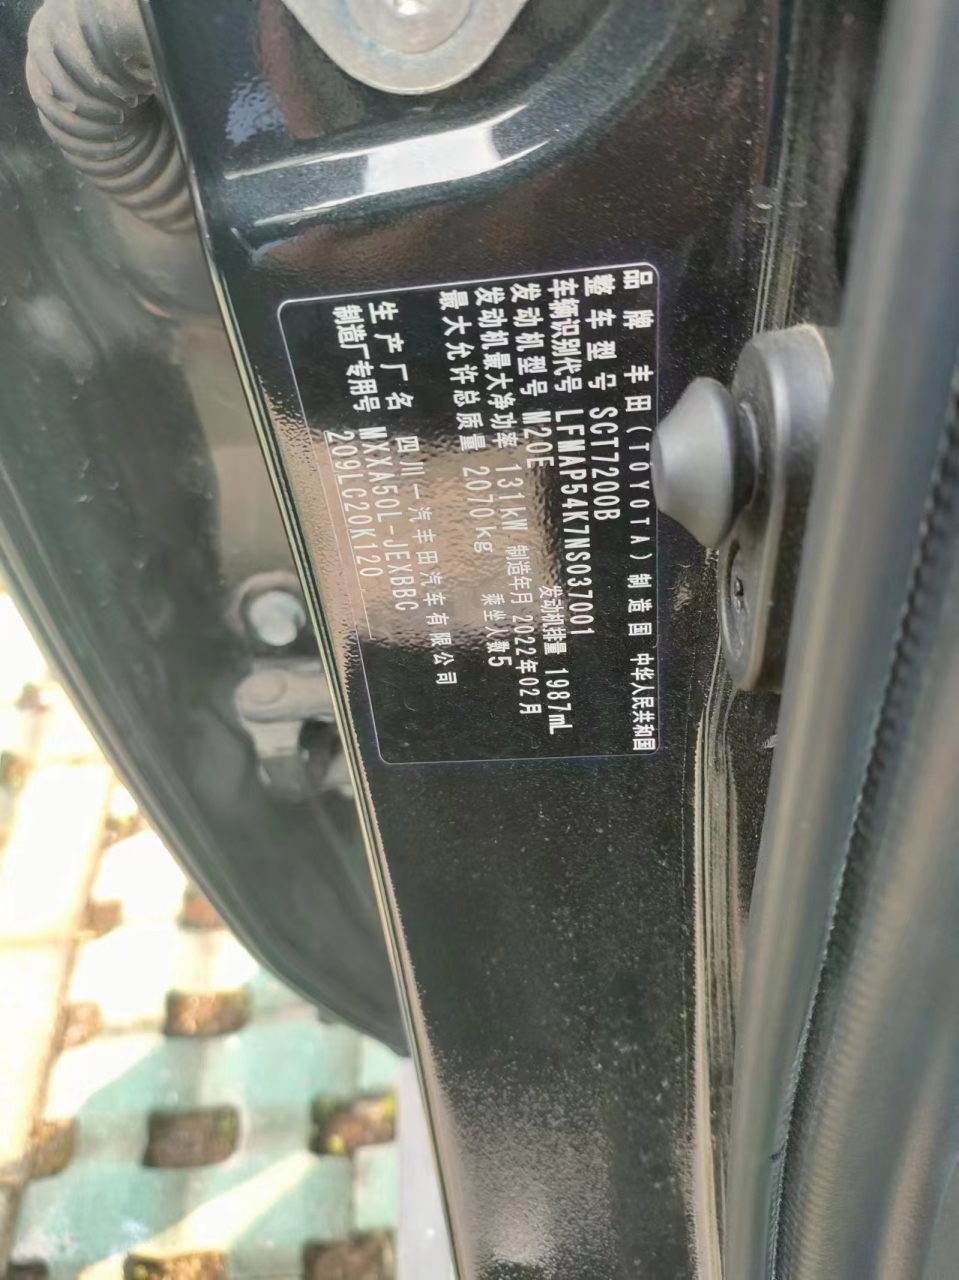 品牌 丰田(TOYOTA) 制造国 中华人民共和国
整车型号 SCT7200B
车辆识别代号 LFMAP54K7NS037001
发动机型号 M20E 发动机排量 1987mL
发动机最大净功率 131kW 制造年月 2022年02月
最大允许总质量 2070kg 乘坐人数5
生产厂名 四川一汽丰田汽车有限公司
制造厂专用号 MXXA50L-JEXBBC
209LC20K120